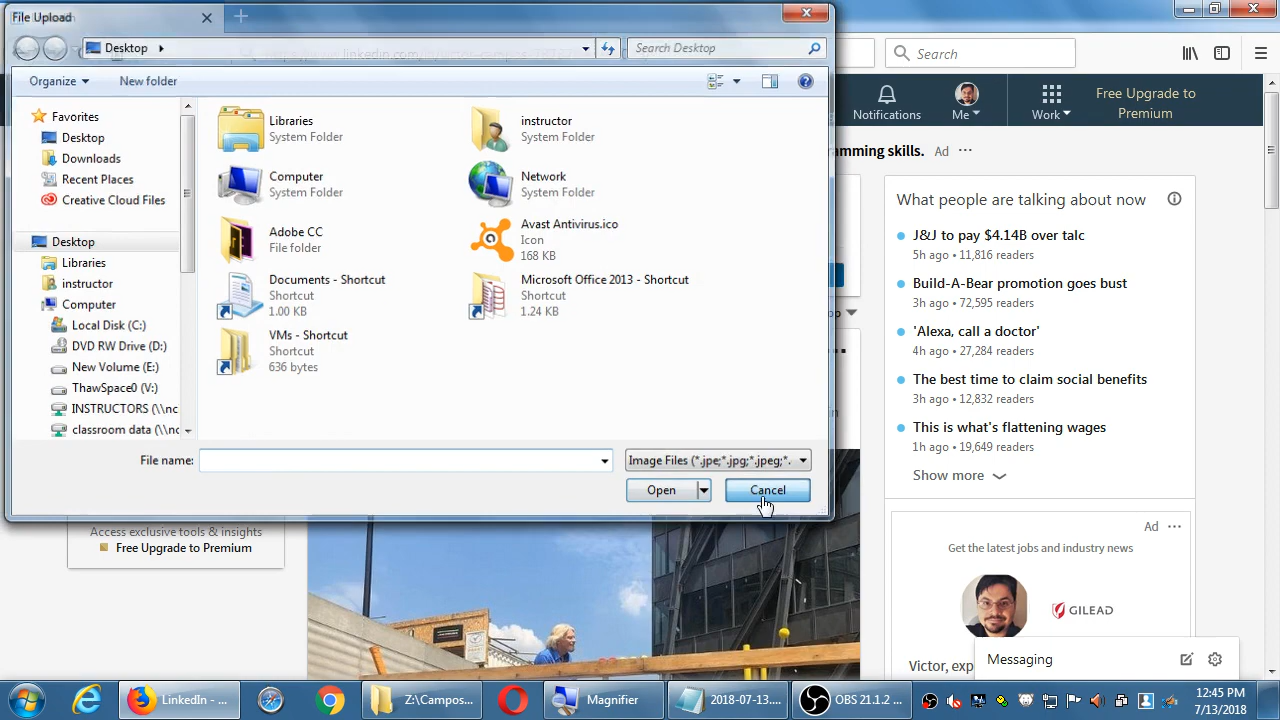 File Upload
Desktop
Search Desktop
Search
Organize
New folder
Notifications
Me
Work
Free Upgrade to
Premium
Favorites
Desktop
Downloads
Recent Places
Creative Cloud Files
Desktop
Libraries
instructor
Computer
Local Disk (C:)
DVD RW Drive (D:)
New Volume (E:)
ThawSpace0 (V:)
INSTRUCTORS (\\nc
classroom data (\\nc
Libraries
System Folder
instructor
System Folder
Computer
System Folder
Network
System Folder
Adobe CC
File folder
Avast Antivirus.ico
Icon
168 KB
Documents - Shortcut
Shortcut
1.00 KB
Microsoft Office 2013 - Shortcut
Shortcut
1.24 KB
VMs - Shortcut
Shortcut
636 bytes
File name:
Image Files (*.jpe;*.jpg;*.jpeg;*.
Open
Cancel
amming skills. Ad
What people are talking about now
J&J to pay $4.14B over talc
5h ago • 11,816 readers
Build-A-Bear promotion goes bust
3h ago • 72,595 readers
'Alexa, call a doctor'
4h ago • 27,284 readers
The best time to claim social benefits
3h ago • 12,832 readers
This is what's flattening wages
1h ago • 19,649 readers
Show more
Ad
Get the latest jobs and industry news
GILEAD
Victor, exp
Messaging
Access exclusive tools & insights
Free Upgrade to Premium
LinkedIn - ...
Z:\Campos...
Magnifier
2018-07-13....
OBS 21.1.2 ...
12:45 PM
7/13/2018